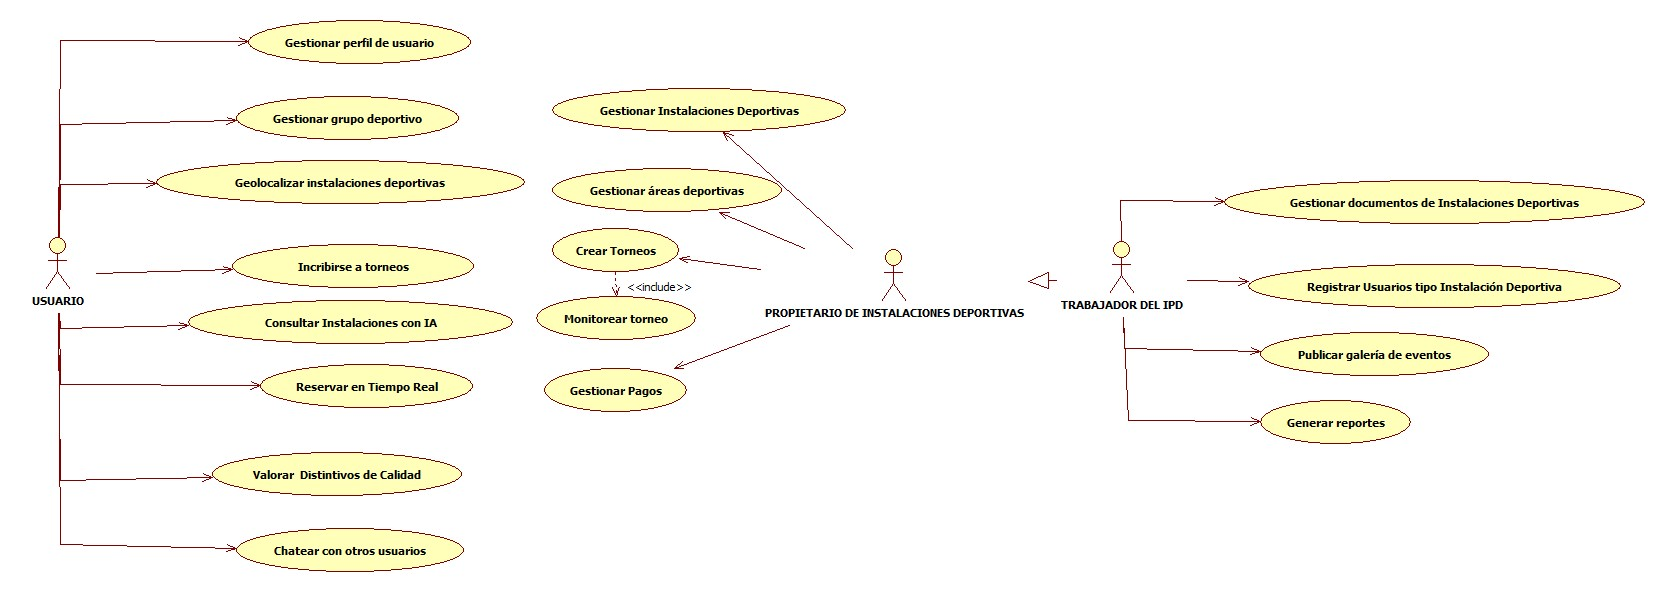 Gestionar perfil de usuario
Gestionar grupo deportivo
Geolocalizar instalaciones deportivas
USUARIO
Incribirse a torneos
Consultar Instalaciones con IA
Reservar en Tiempo Real
Valorar  Distintivos de Calidad
Chatear con otros usuarios
Gestionar Instalaciones Deportivas
Gestionar áreas deportivas
Crear Torneos
<<include>>
Monitorear torneo
Gestionar Pagos
PROPIETARIO DE INSTALACIONES DEPORTIVAS
TRABAJADOR DEL IPD
Gestionar documentos de Instalaciones Deportivas
Registrar Usuarios tipo Instalación Deportiva
Publicar galería de eventos
Generar reportes